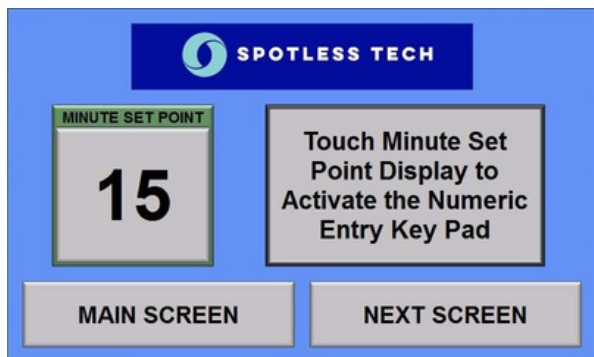 SPOTLESS TECH
MINUTE SET POINT
15
Touch Minute Set
Point Display to
Activate the Numeric
Entry Key Pad
MAIN SCREEN
NEXT SCREEN